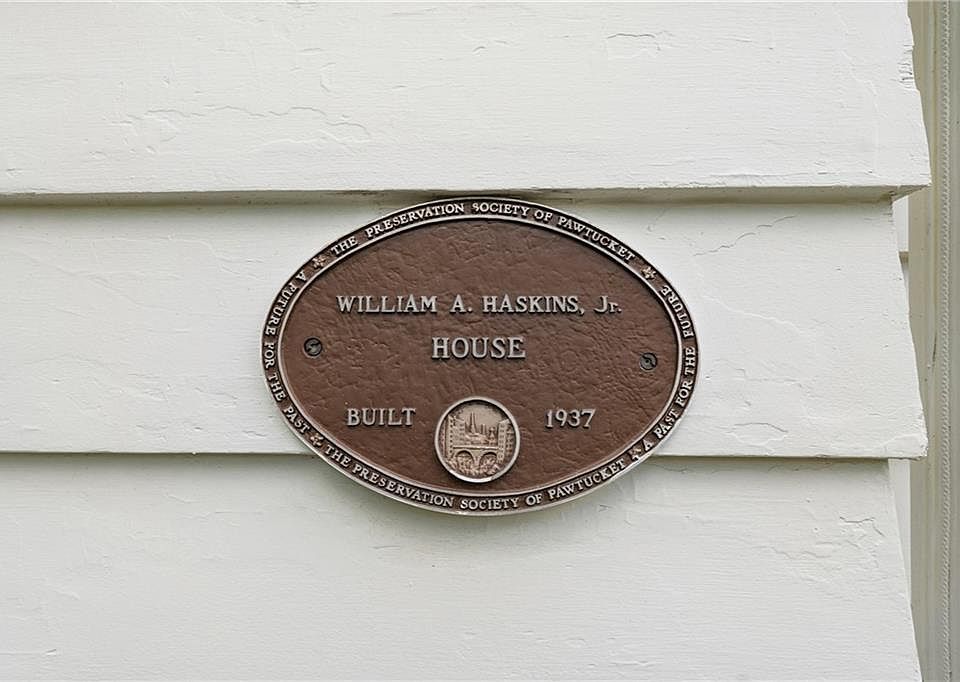 THE PRESERVATION SOCIETY OF PAWTUCKET
A PAST FOR THE FUTURE
THE PRESERVATION SOCIETY OF PAWTUCKET
A FUTURE FOR THE PAST
WILLIAM A. HASKINS, Jr.
HOUSE
BUILT 1937